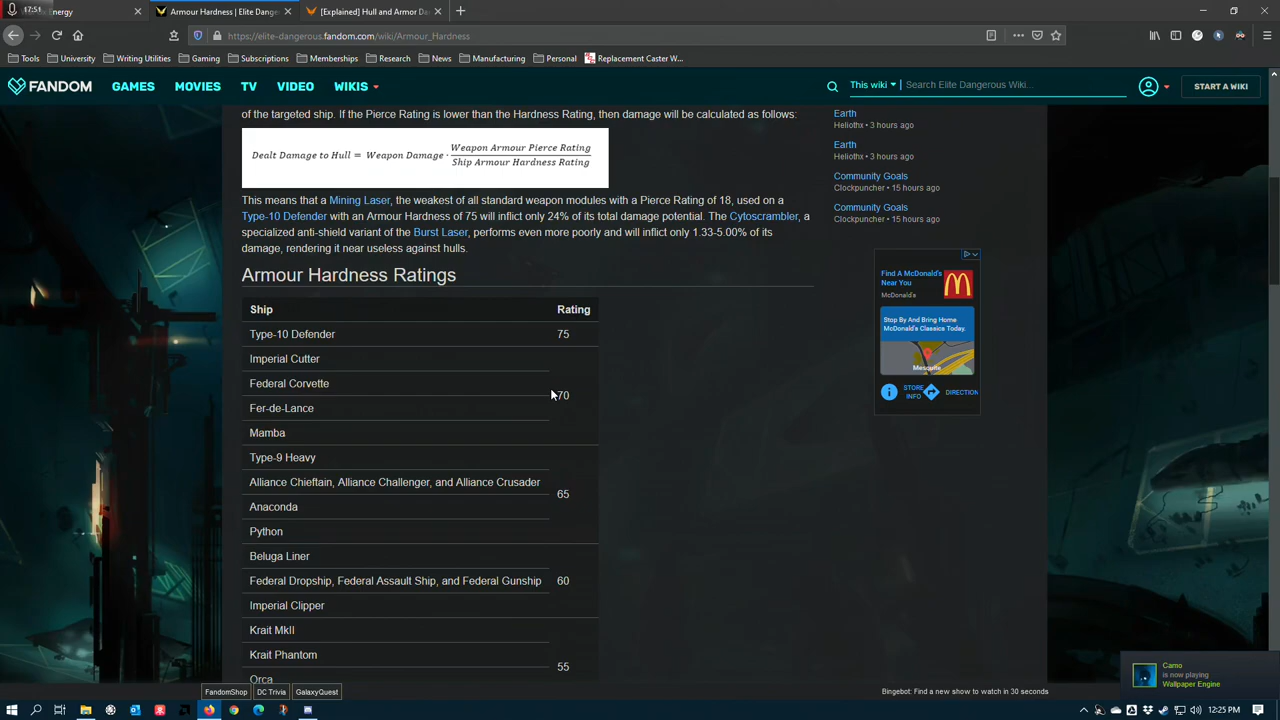 17:51
Energy
Armour Hardness | Elite Dange
[Explained] Hull and Armor Da
https://elite-dangerous.fandom.com/wiki/Armour_Hardness
Tools University Writing Utilities Gaming Subscriptions Memberships Research News Manufacturing Personal Replacement Caster W...
FANDOM GAMES MOVIES TV VIDEO WIKIS This wiki Search Elite Dangerous Wiki... START A WIKI
of the targeted ship. If the Pierce Rating is lower than the Hardness Rating, then damage will be calculated as follows:
Dealt Damage to Hull = Weapon Damage · Weapon Armour Pierce Rating
Ship Armour Hardness Rating
This means that a Mining Laser, the weakest of all standard weapon modules with a Pierce Rating of 18, used on a
Type-10 Defender with an Armour Hardness of 75 will inflict only 24% of its total damage potential. The Cytoscrambler, a
specialized anti-shield variant of the Burst Laser, performs even more poorly and will inflict only 1.33-5.00% of its
damage, rendering it near useless against hulls.
Armour Hardness Ratings
Ship Rating
Type-10 Defender 75
Imperial Cutter
Federal Corvette
70
Fer-de-Lance
Mamba
Type-9 Heavy
Alliance Chieftain, Alliance Challenger, and Alliance Crusader
65
Anaconda
Python
Beluga Liner
Federal Dropship, Federal Assault Ship, and Federal Gunship 60
Imperial Clipper
Krait MkII
Krait Phantom
55
Orca
Earth
Heliothx • 3 hours ago
Earth
Heliothx • 3 hours ago
Community Goals
Clockpuncher • 15 hours ago
Community Goals
Clockpuncher • 15 hours ago
Find A McDonald's
Near You
McDonald's
Stop By And Bring Home
McDonald's Classics Today.
Mesquite
STORE
INFO
DIRECTION
Camo
is now playing
Wallpaper Engine
FandomShop DC Trivia GalaxyQuest
Bingebot: Find a new show to watch in 30 seconds
12:25 PM